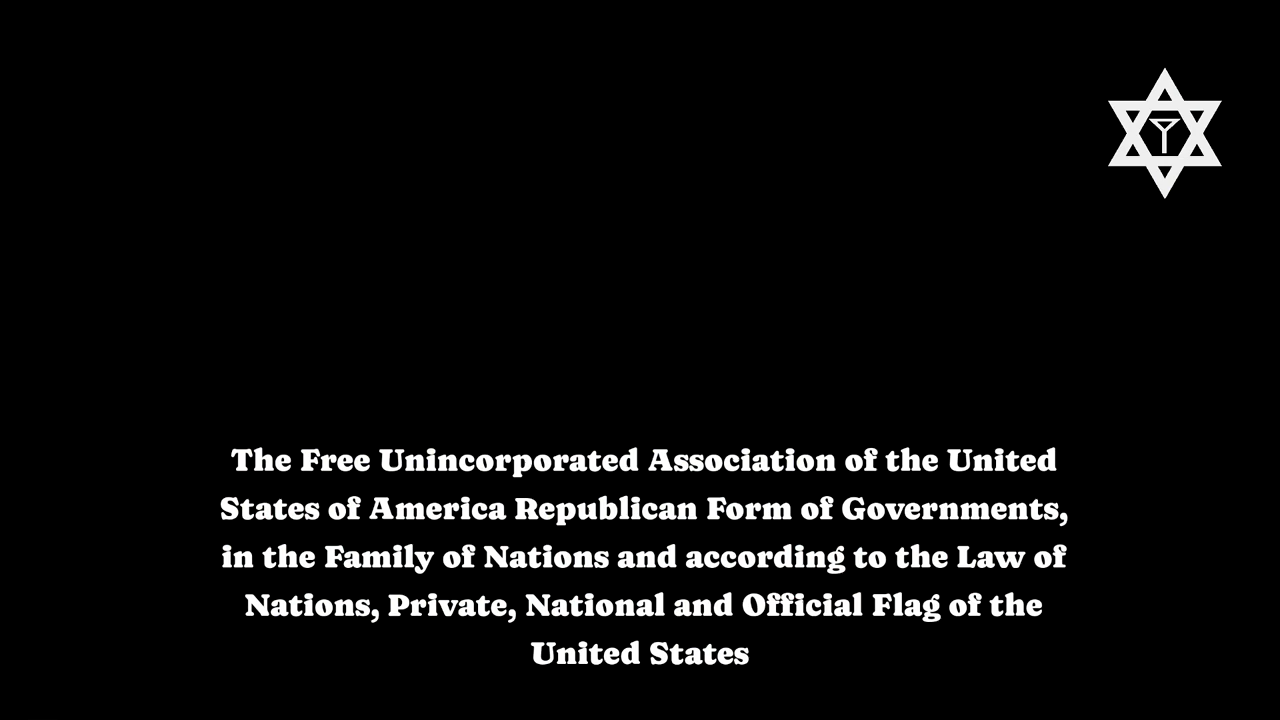 The Free Unincorporated Association of the United
States of America Republican Form of Governments,
in the Family of Nations and according to the Law of
Nations, Private, National and Official Flag of the
United States